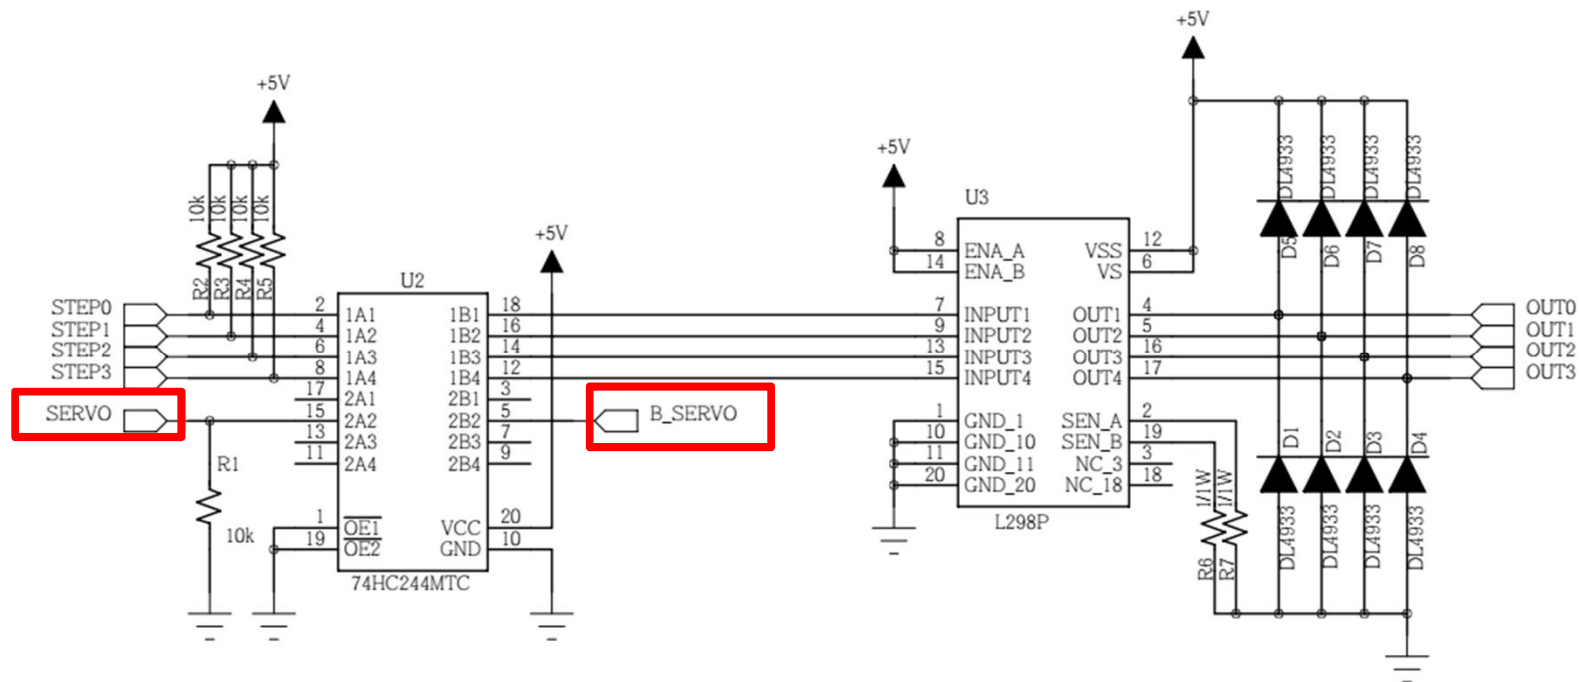 +5V
+5V
10k
10k
10k
10k
R2
R3
R4
R5
+5V
+5V
U2
U3
STEP0
STEP1
STEP2
STEP3
SERVO
2 1A1 1B1 18
4 1A2 1B2 16
6 1A3 1B3 14
8 1A4 1B4 12
17 2A1 2B1 3
15 2A2 2B2 5
13 2A3 2B3 7
11 2A4 2B4 9
1 OE1 VCC 20
19 OE2 GND 10
74HC244MTC
B_SERVO
R1
10k
8 ENA_A VSS 12
14 ENA_B VS 6
7 INPUT1 OUT1 4
9 INPUT2 OUT2 5
13 INPUT3 OUT3 16
15 INPUT4 OUT4 17
1 GND_1 SEN_A 2
10 GND_10 SEN_B 19
11 GND_11 NC_3 3
20 GND_20 NC_18 18
L298P
DL4933
DL4933
DL4933
DL4933
D5
D6
D7
D8
OUT0
OUT1
OUT2
OUT3
D1
D2
D3
D4
1/1W
1/1W
R6
R7
DL4933
DL4933
DL4933
DL4933